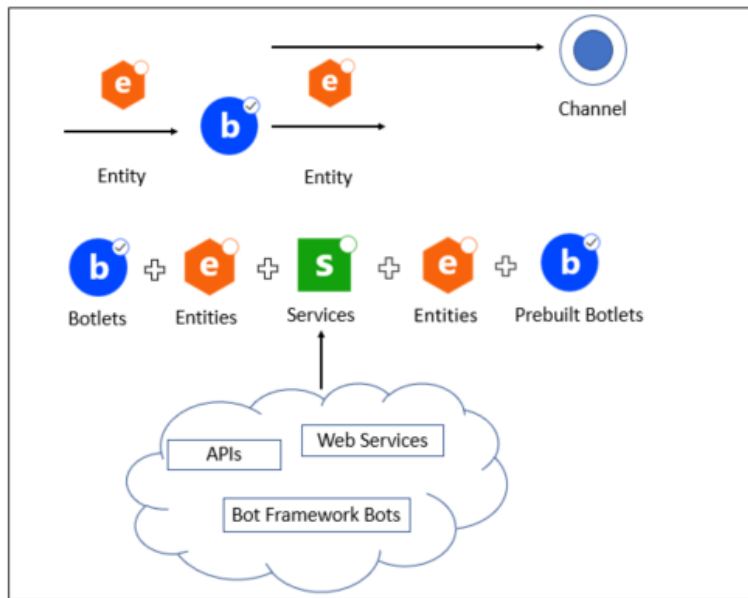 e
e
b
Channel
Entity
Entity
b
e
s
e
b
Botlets
Entities
Services
Entities
Prebuilt Botlets
Web Services
APIs
Bot Framework Bots